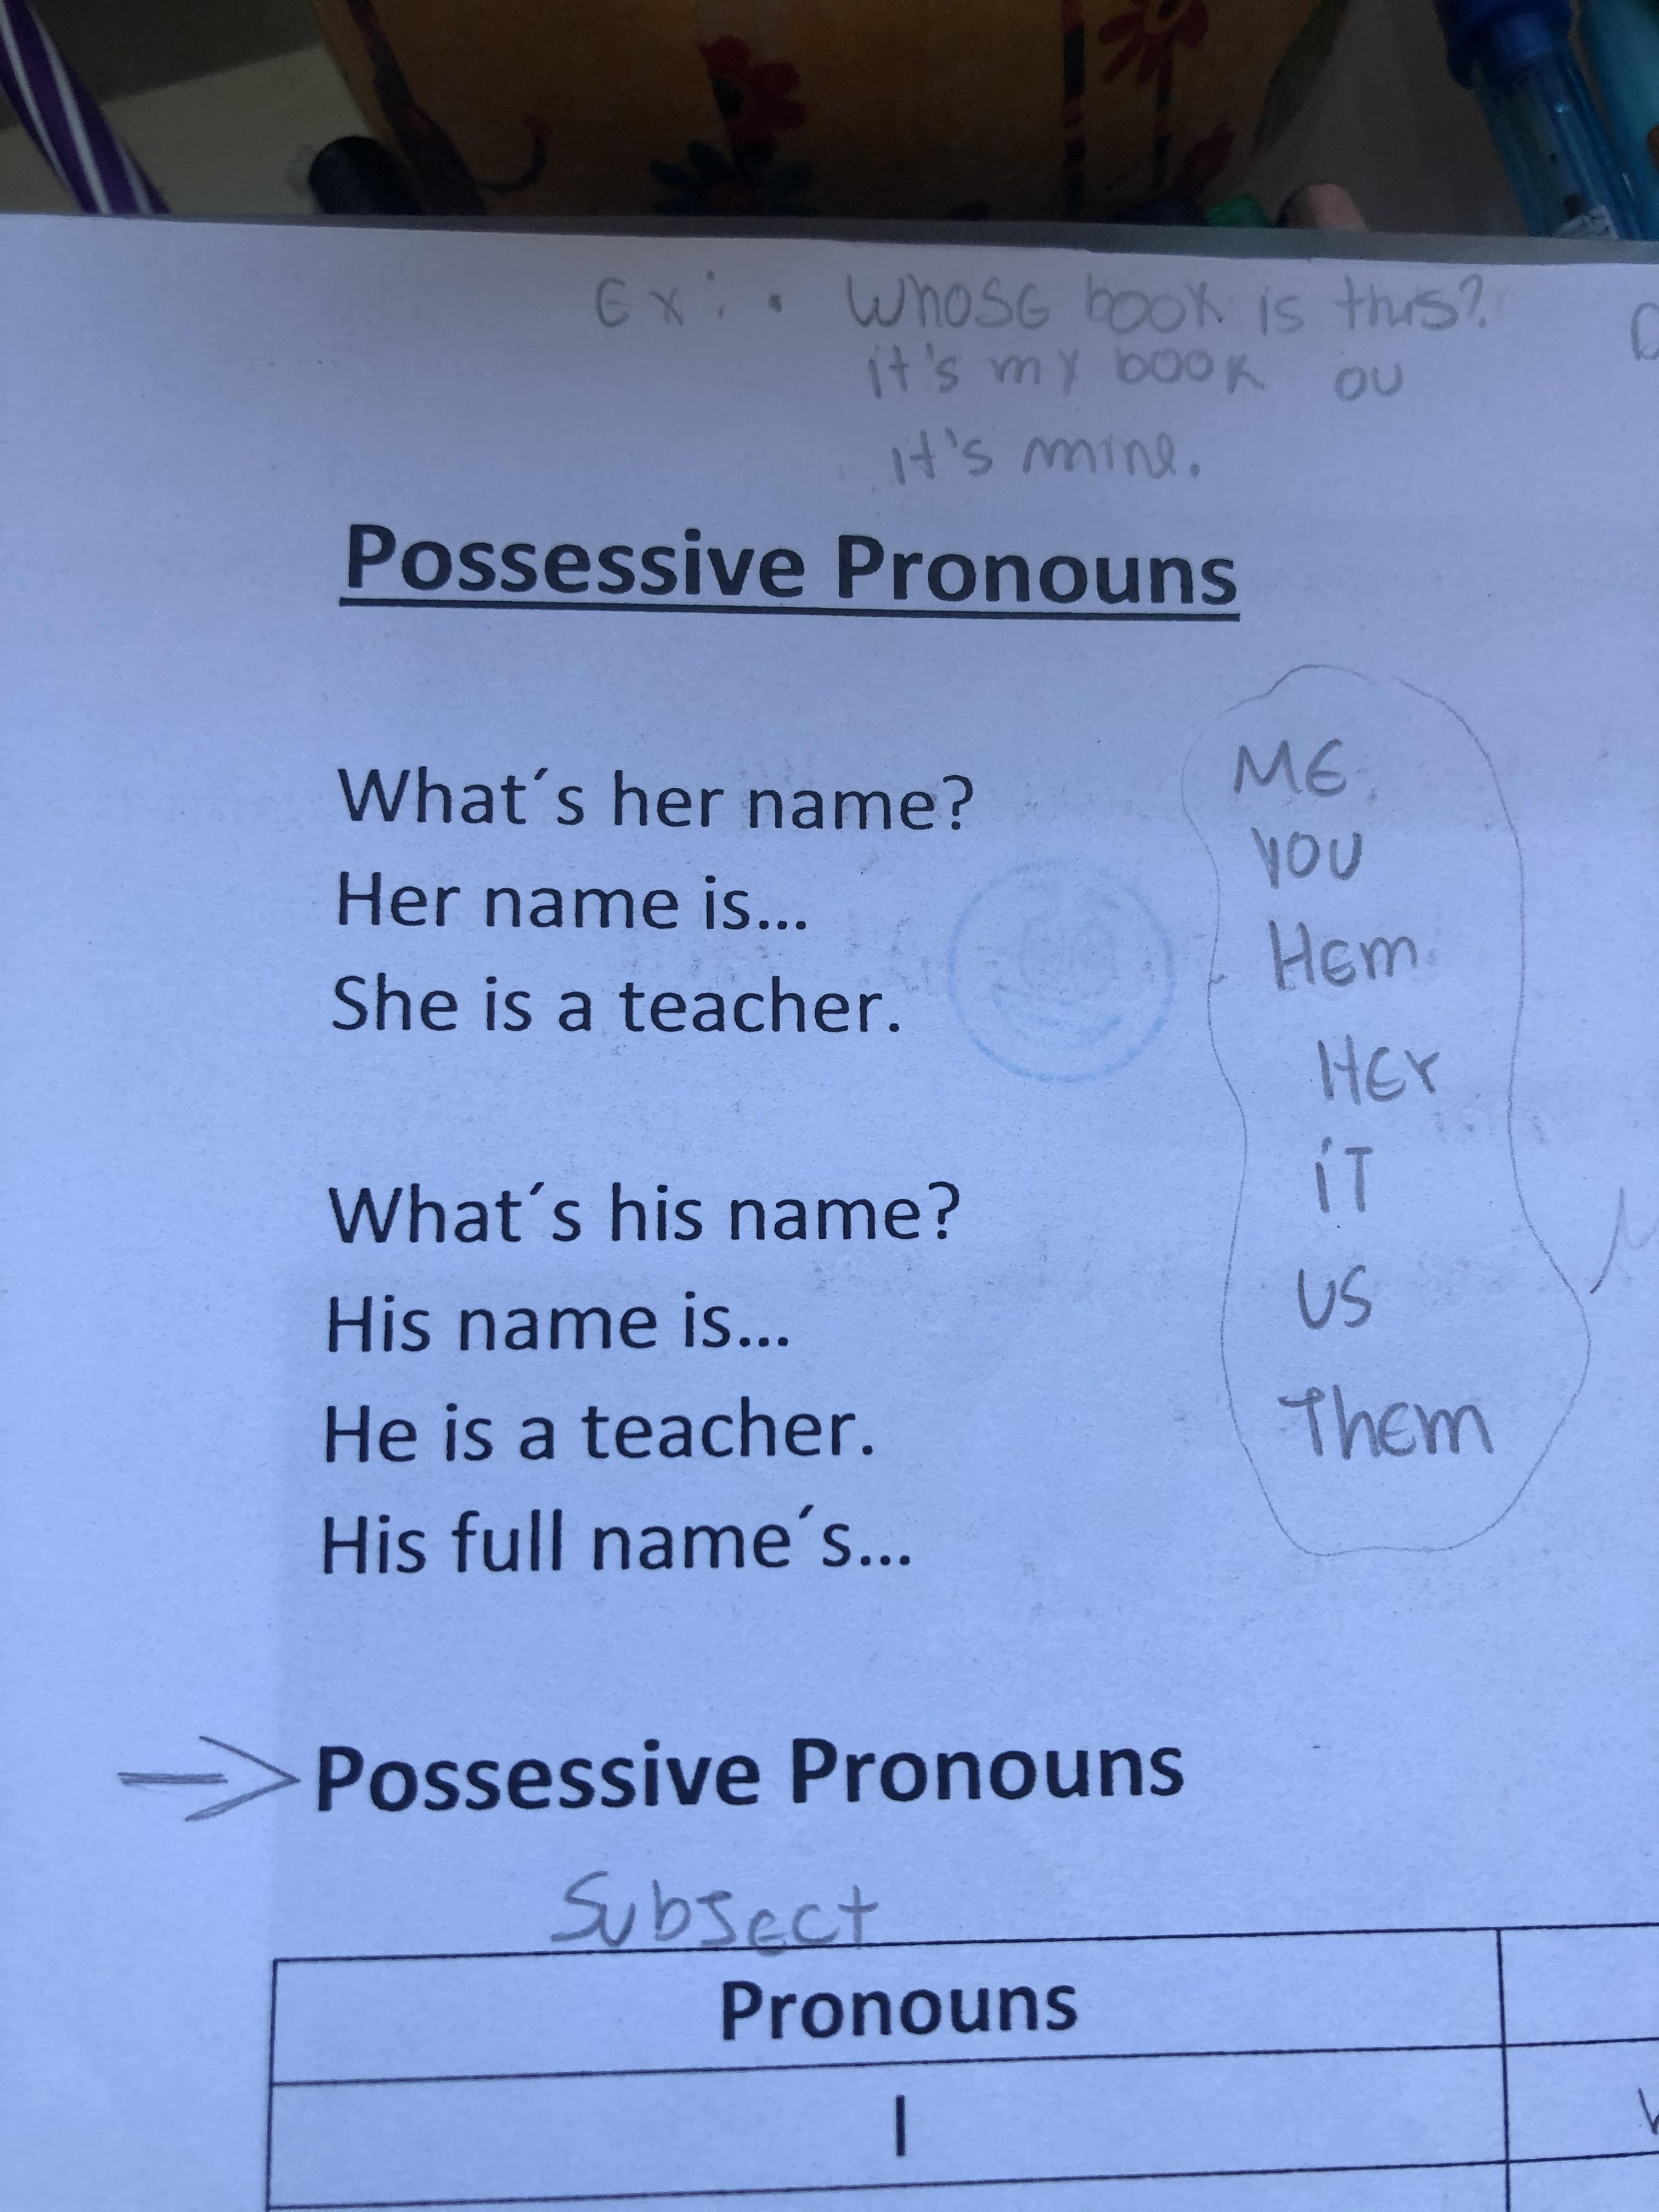 Ex: • Whose book is this?
it's my book ou
it's mine.
Possessive Pronouns
What´s her name?
Her name is...
She is a teacher.
What´s his name?
His name is...
He is a teacher.
His full name´s...
ME
YOU
HEm
HEr
iT
US
Them
Possessive Pronouns
SubJect
Pronouns
I